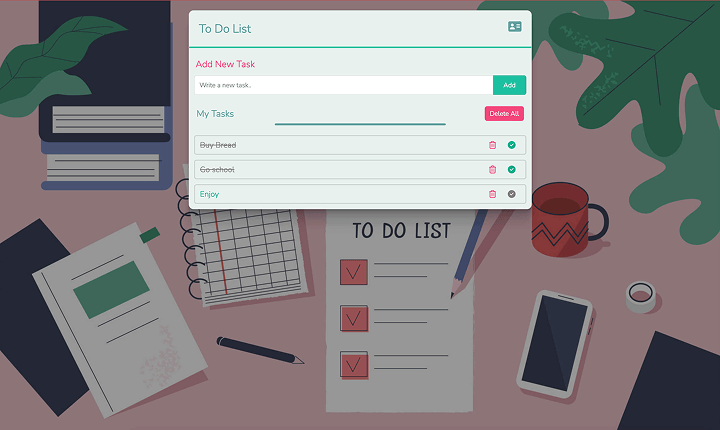 To Do List
Add New Task
Write a new task..
Add
My Tasks
Delete All
Buy Bread
Go school
Enjoy
TO DO LIST